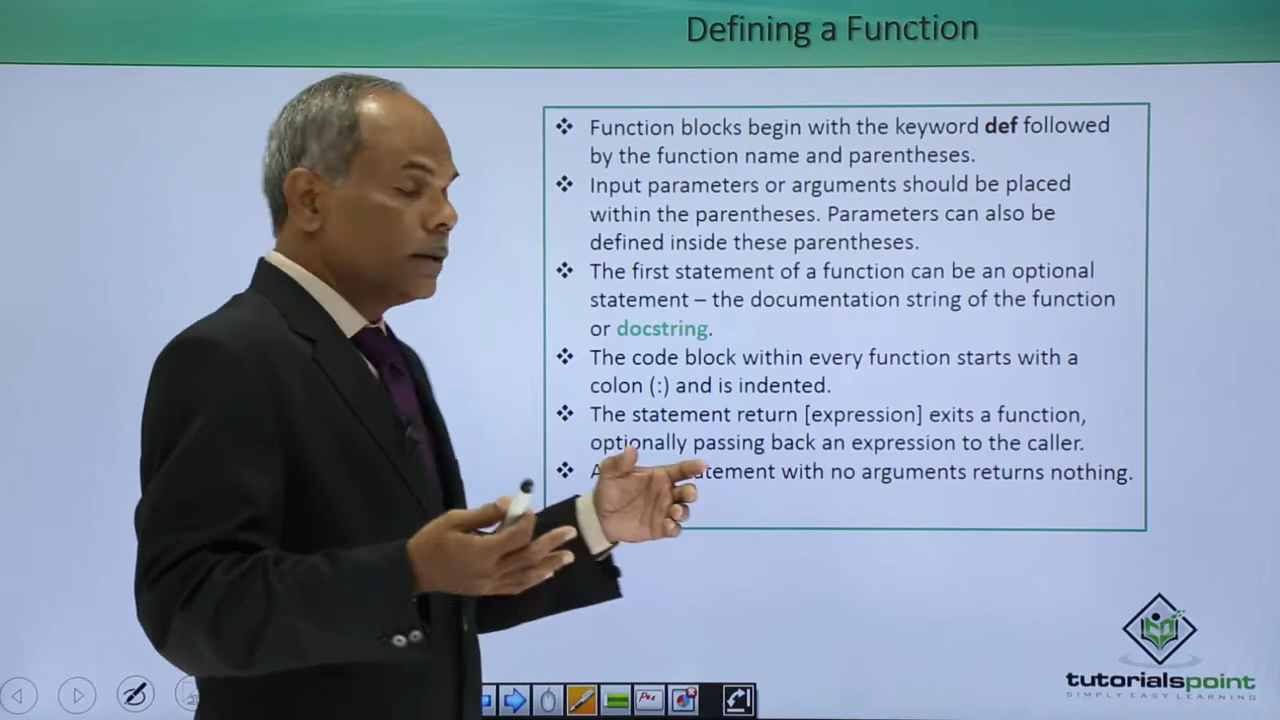 Defining a Function
❖ Function blocks begin with the keyword def followed
by the function name and parentheses.
❖ Input parameters or arguments should be placed
within the parentheses. Parameters can also be
defined inside these parentheses.
❖ The first statement of a function can be an optional
statement – the documentation string of the function
or docstring.
❖ The code block within every function starts with a
colon (:) and is indented.
❖ The statement return [expression] exits a function,
optionally passing back an expression to the caller.
❖ A with no arguments returns nothing.
tutorialspoint
SIMPLY EASY LEARNING
Pen